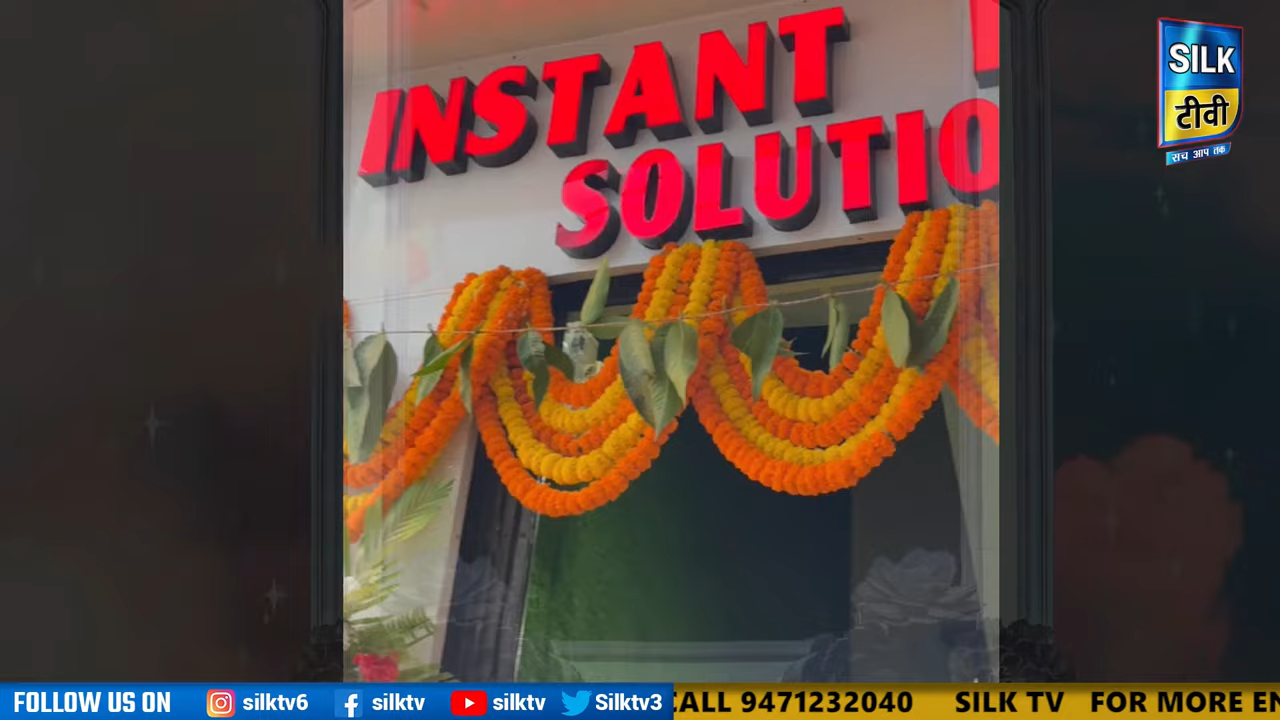 INSTANT
SOLUTIO
SILK
टीवी
सच आप तक
FOLLOW US ON silktv6 silktv silktv Silktv3 CALL 9471232040 SILK TV FOR MORE EN